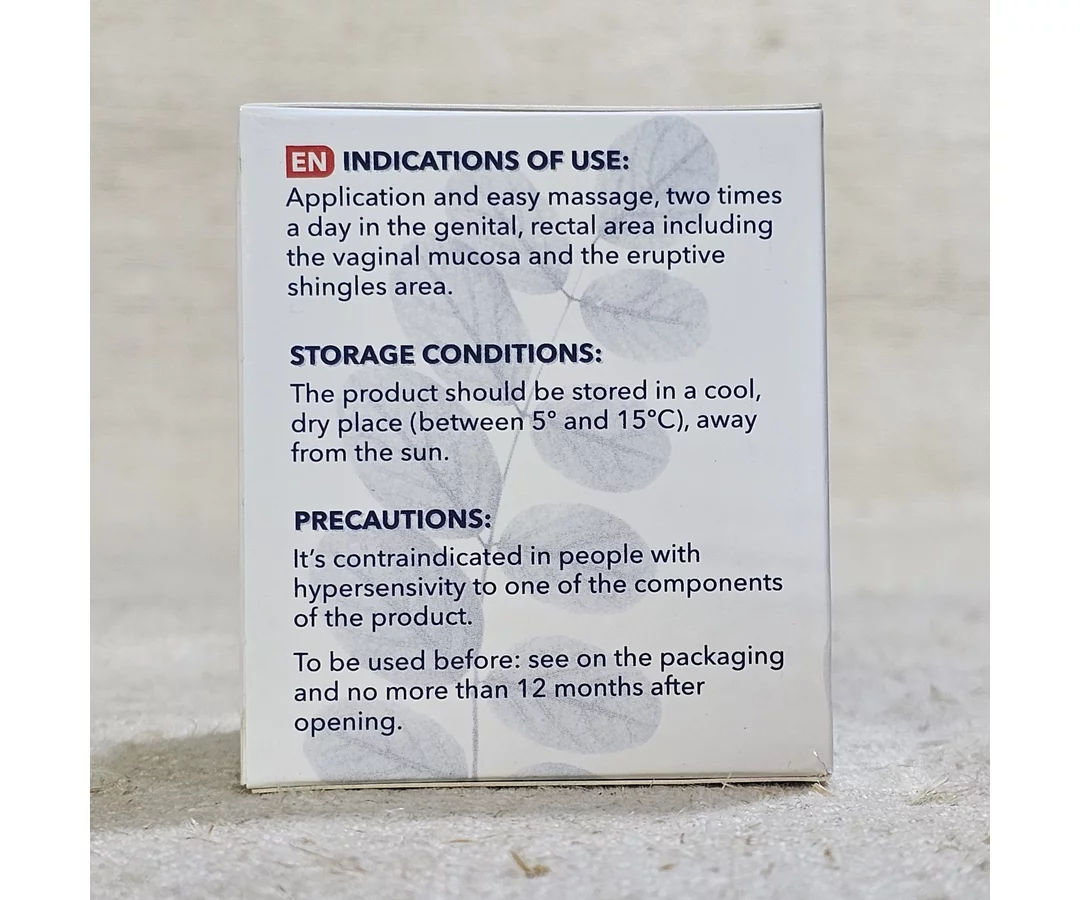 EN INDICATIONS OF USE:
Application and easy massage, two times
a day in the genital, rectal area including
the vaginal mucosa and the eruptive
shingles area.
STORAGE CONDITIONS:
The product should be stored in a cool,
dry place (between 5° and 15°C), away
from the sun.
PRECAUTIONS:
It's contraindicated in people with
hypersensivity to one of the components
of the product.
To be used before: see on the packaging
and no more than 12 months after
opening.